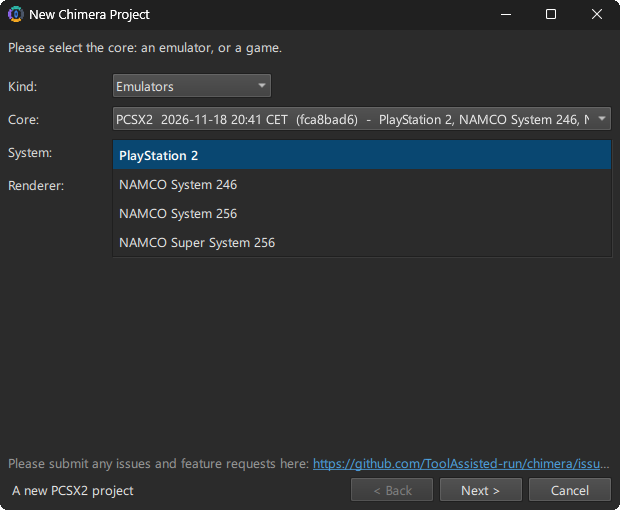 New Chimera Project
Please select the core: an emulator, or a game.
Kind: Emulators
Core: PCSX2 2026-11-18 20:41 CET (fca8bad6) - PlayStation 2, NAMCO System 246, N
System:
PlayStation 2
Renderer:
NAMCO System 246
NAMCO System 256
NAMCO Super System 256
Please submit any issues and feature requests here: https://github.com/ToolAssisted-run/chimera/issu...
A new PCSX2 project
< Back
Next >
Cancel